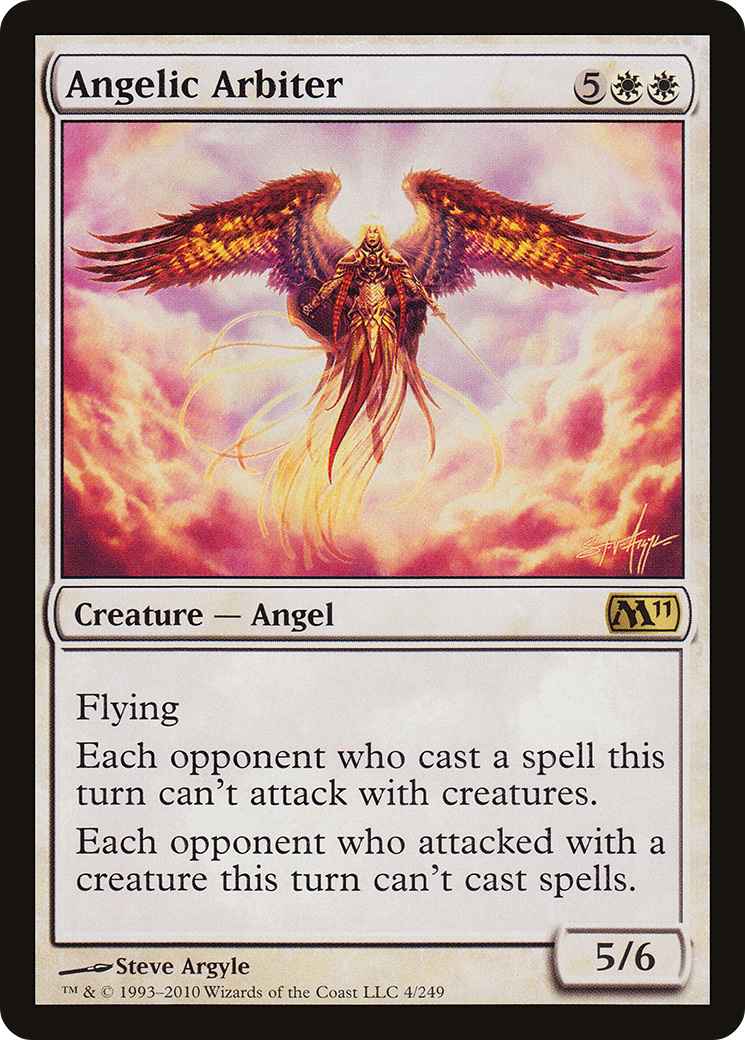 Angelic Arbiter 5
Steve Argyle
Creature — Angel M11
Flying
Each opponent who cast a spell this
turn can't attack with creatures.
Each opponent who attacked with a
creature this turn can't cast spells.
5/6
Steve Argyle
™ & © 1993–2010 Wizards of the Coast LLC 4/249